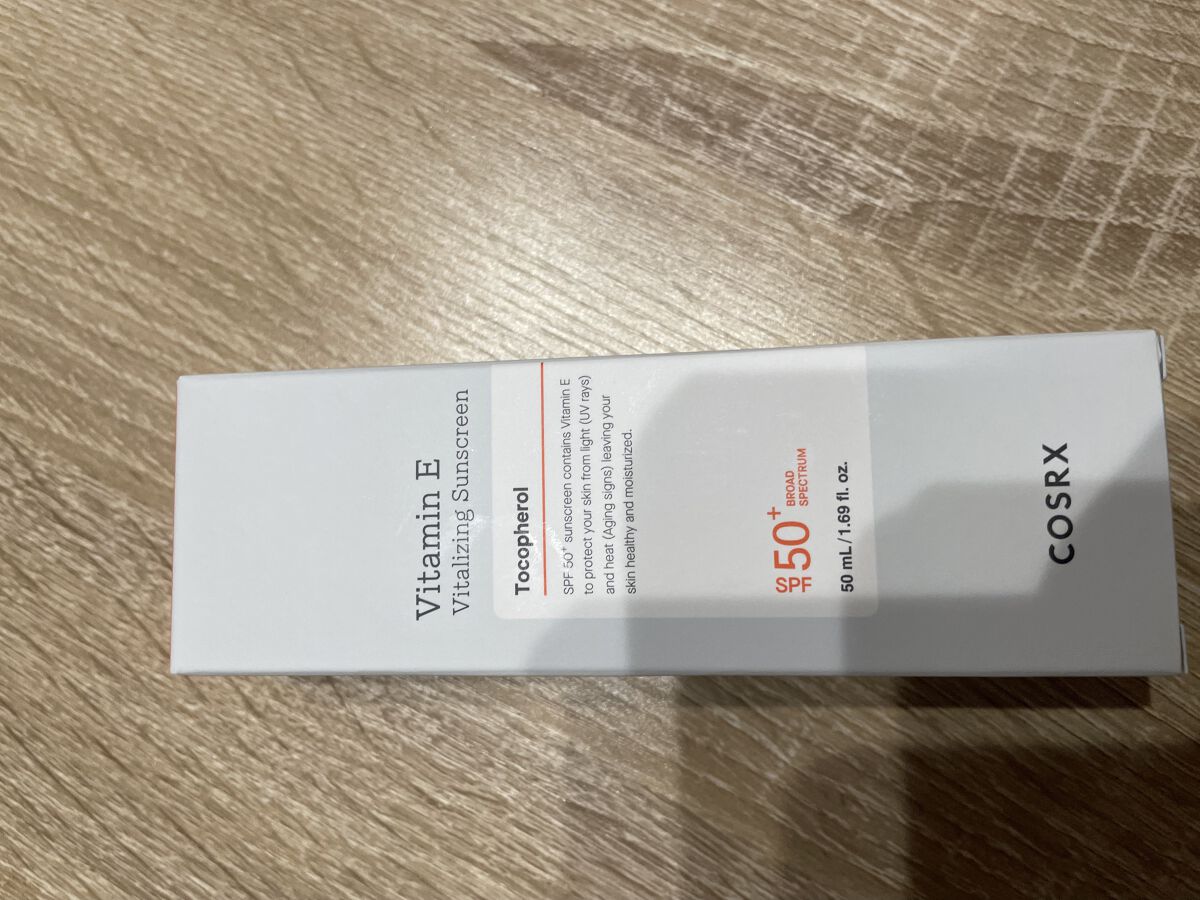 Vitamin E
Vitalizing Sunscreen
Tocopherol
SPF 50+ sunscreen contains Vitamin E
to protect your skin from light (UV rays)
and heat (Aging signs) leaving your
skin healthy and moisturized.
SPF 50+ BROAD
SPECTRUM
50 mL / 1.69 fl. oz.
COSRX